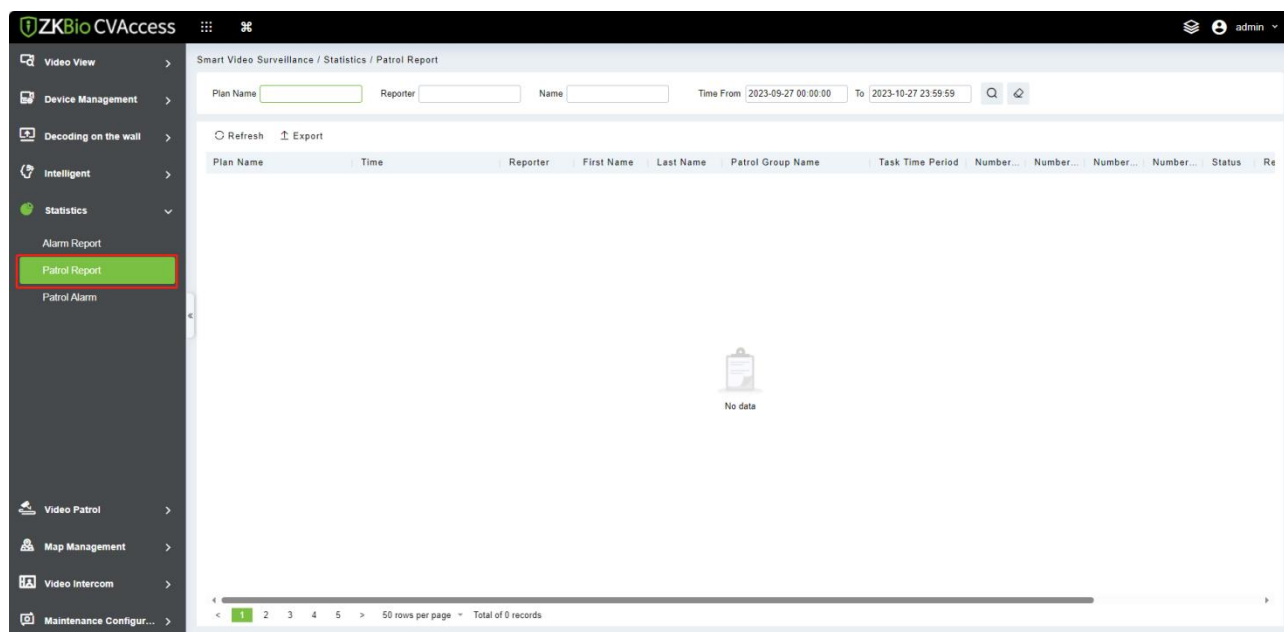 ZKBio CVAccess
admin
Video View
Device Management
Decoding on the wall
Intelligent
Statistics
Alarm Report
Patrol Report
Patrol Alarm
Video Patrol
Map Management
Video Intercom
Maintenance Configur...
Smart Video Surveillance / Statistics / Patrol Report
Plan Name Reporter Name Time From 2023-09-27 00:00:00 To 2023-10-27 23:59:59
Refresh Export
Plan Name Time Reporter First Name Last Name Patrol Group Name Task Time Period Number... Number... Number... Number... Status Re
No data
< 1 2 3 4 5 > 50 rows per page Total of 0 records